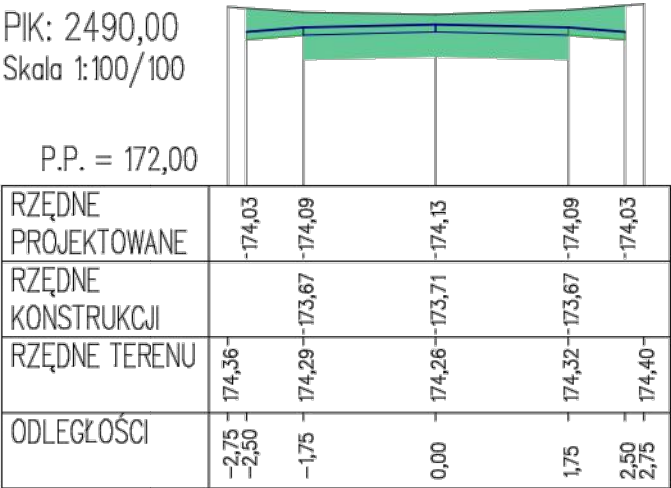 PIK: 2490,00
Skala 1:100/100
P.P. = 172,00
RZĘDNE
PROJEKTOWANE
-174,03 -174,09 -174,13 -174,09 -174,03
RZĘDNE
KONSTRUKCJI
-173,67 -173,71 -173,67
RZĘDNE TERENU
174,36 174,29 174,26 174,32 174,40
ODLEGŁOŚCI
-2,75 -2,50 -1,75 0,00 1,75 2,50 2,75